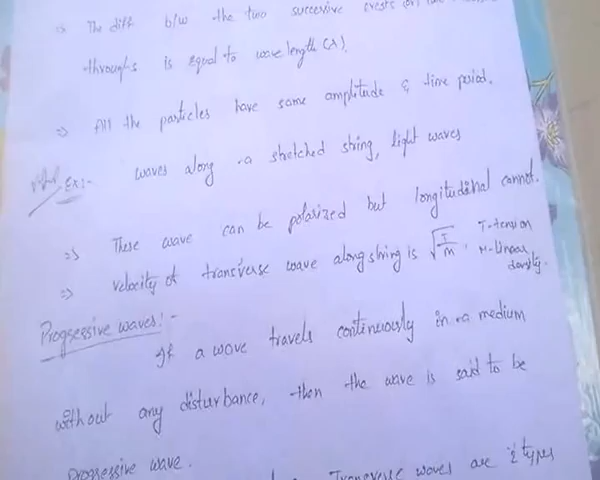 => The diff b/w the two successive crests (or) two
throughs is equal to wave length (λ).
=> All the particles have same amplitude & time period.
Ex:- waves along a stretched string, light waves
=> These wave can be polarized but longitudinal cannot.
=> velocity of transverse wave along string is √T/m . T-tension
m-linear
density.
Progressive waves:-
If a wave travels continuously in a medium
without any disturbance, then the wave is said to be
progressive wave.
Transverse waves are 2 types